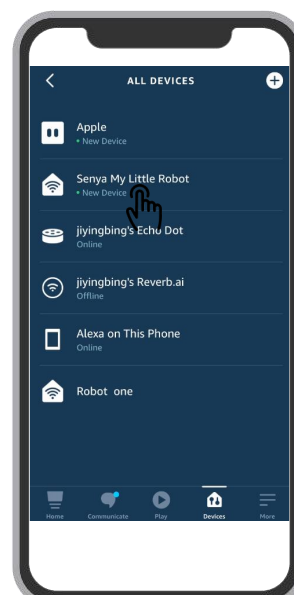 ALL DEVICES
Apple
• New Device
Senya My Little Robot
• New Device
jiyingbing's Echo Dot
Online
jiyingbing's Reverb.ai
Offline
Alexa on This Phone
Online
Robot one
Home Communicate Play Devices More